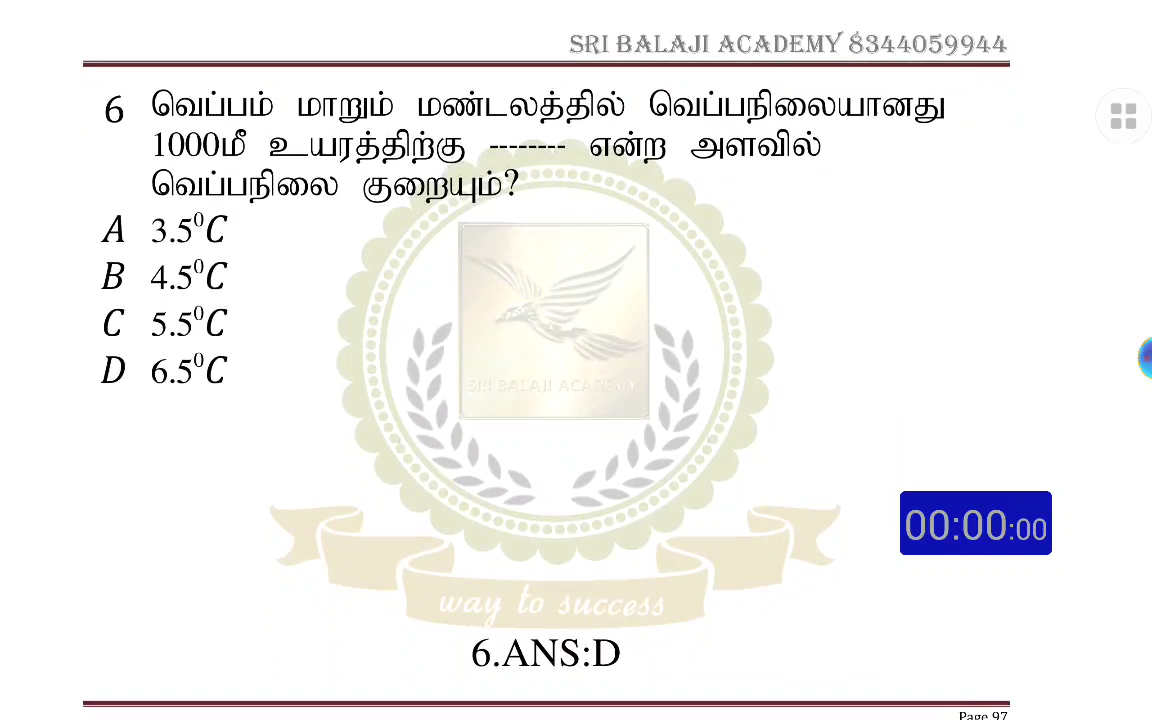 SRI BALAJI ACADEMY 8344059944
6 வெப்பம் மாறும் மண்டலத்தில் வெப்பநிலையானது
1000மீ உயரத்திற்கு -------- என்ற அளவில்
வெப்பநிலை குறையும்?
A 3.5⁰C
B 4.5⁰C
C 5.5⁰C
D 6.5⁰C
SRI BALAJI ACADEMY
00:00:00
way to success
6.ANS:D
Page 97